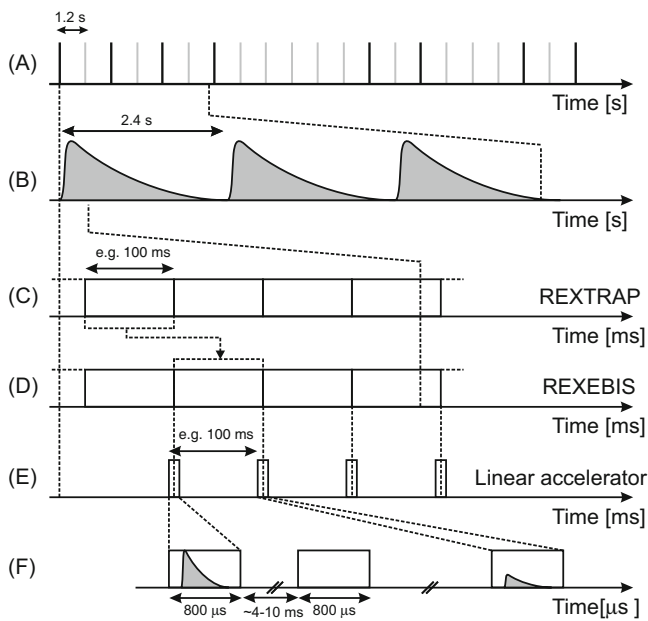 1.2 s
(A)
Time [s]
2.4 s
(B)
Time [s]
e.g. 100 ms
(C)
REXTRAP
Time [ms]
(D)
REXEBIS
Time [ms]
e.g. 100 ms
(E)
Linear accelerator
Time [ms]
(F)
800 µs
~4-10 ms
800 µs
Time[µs ]